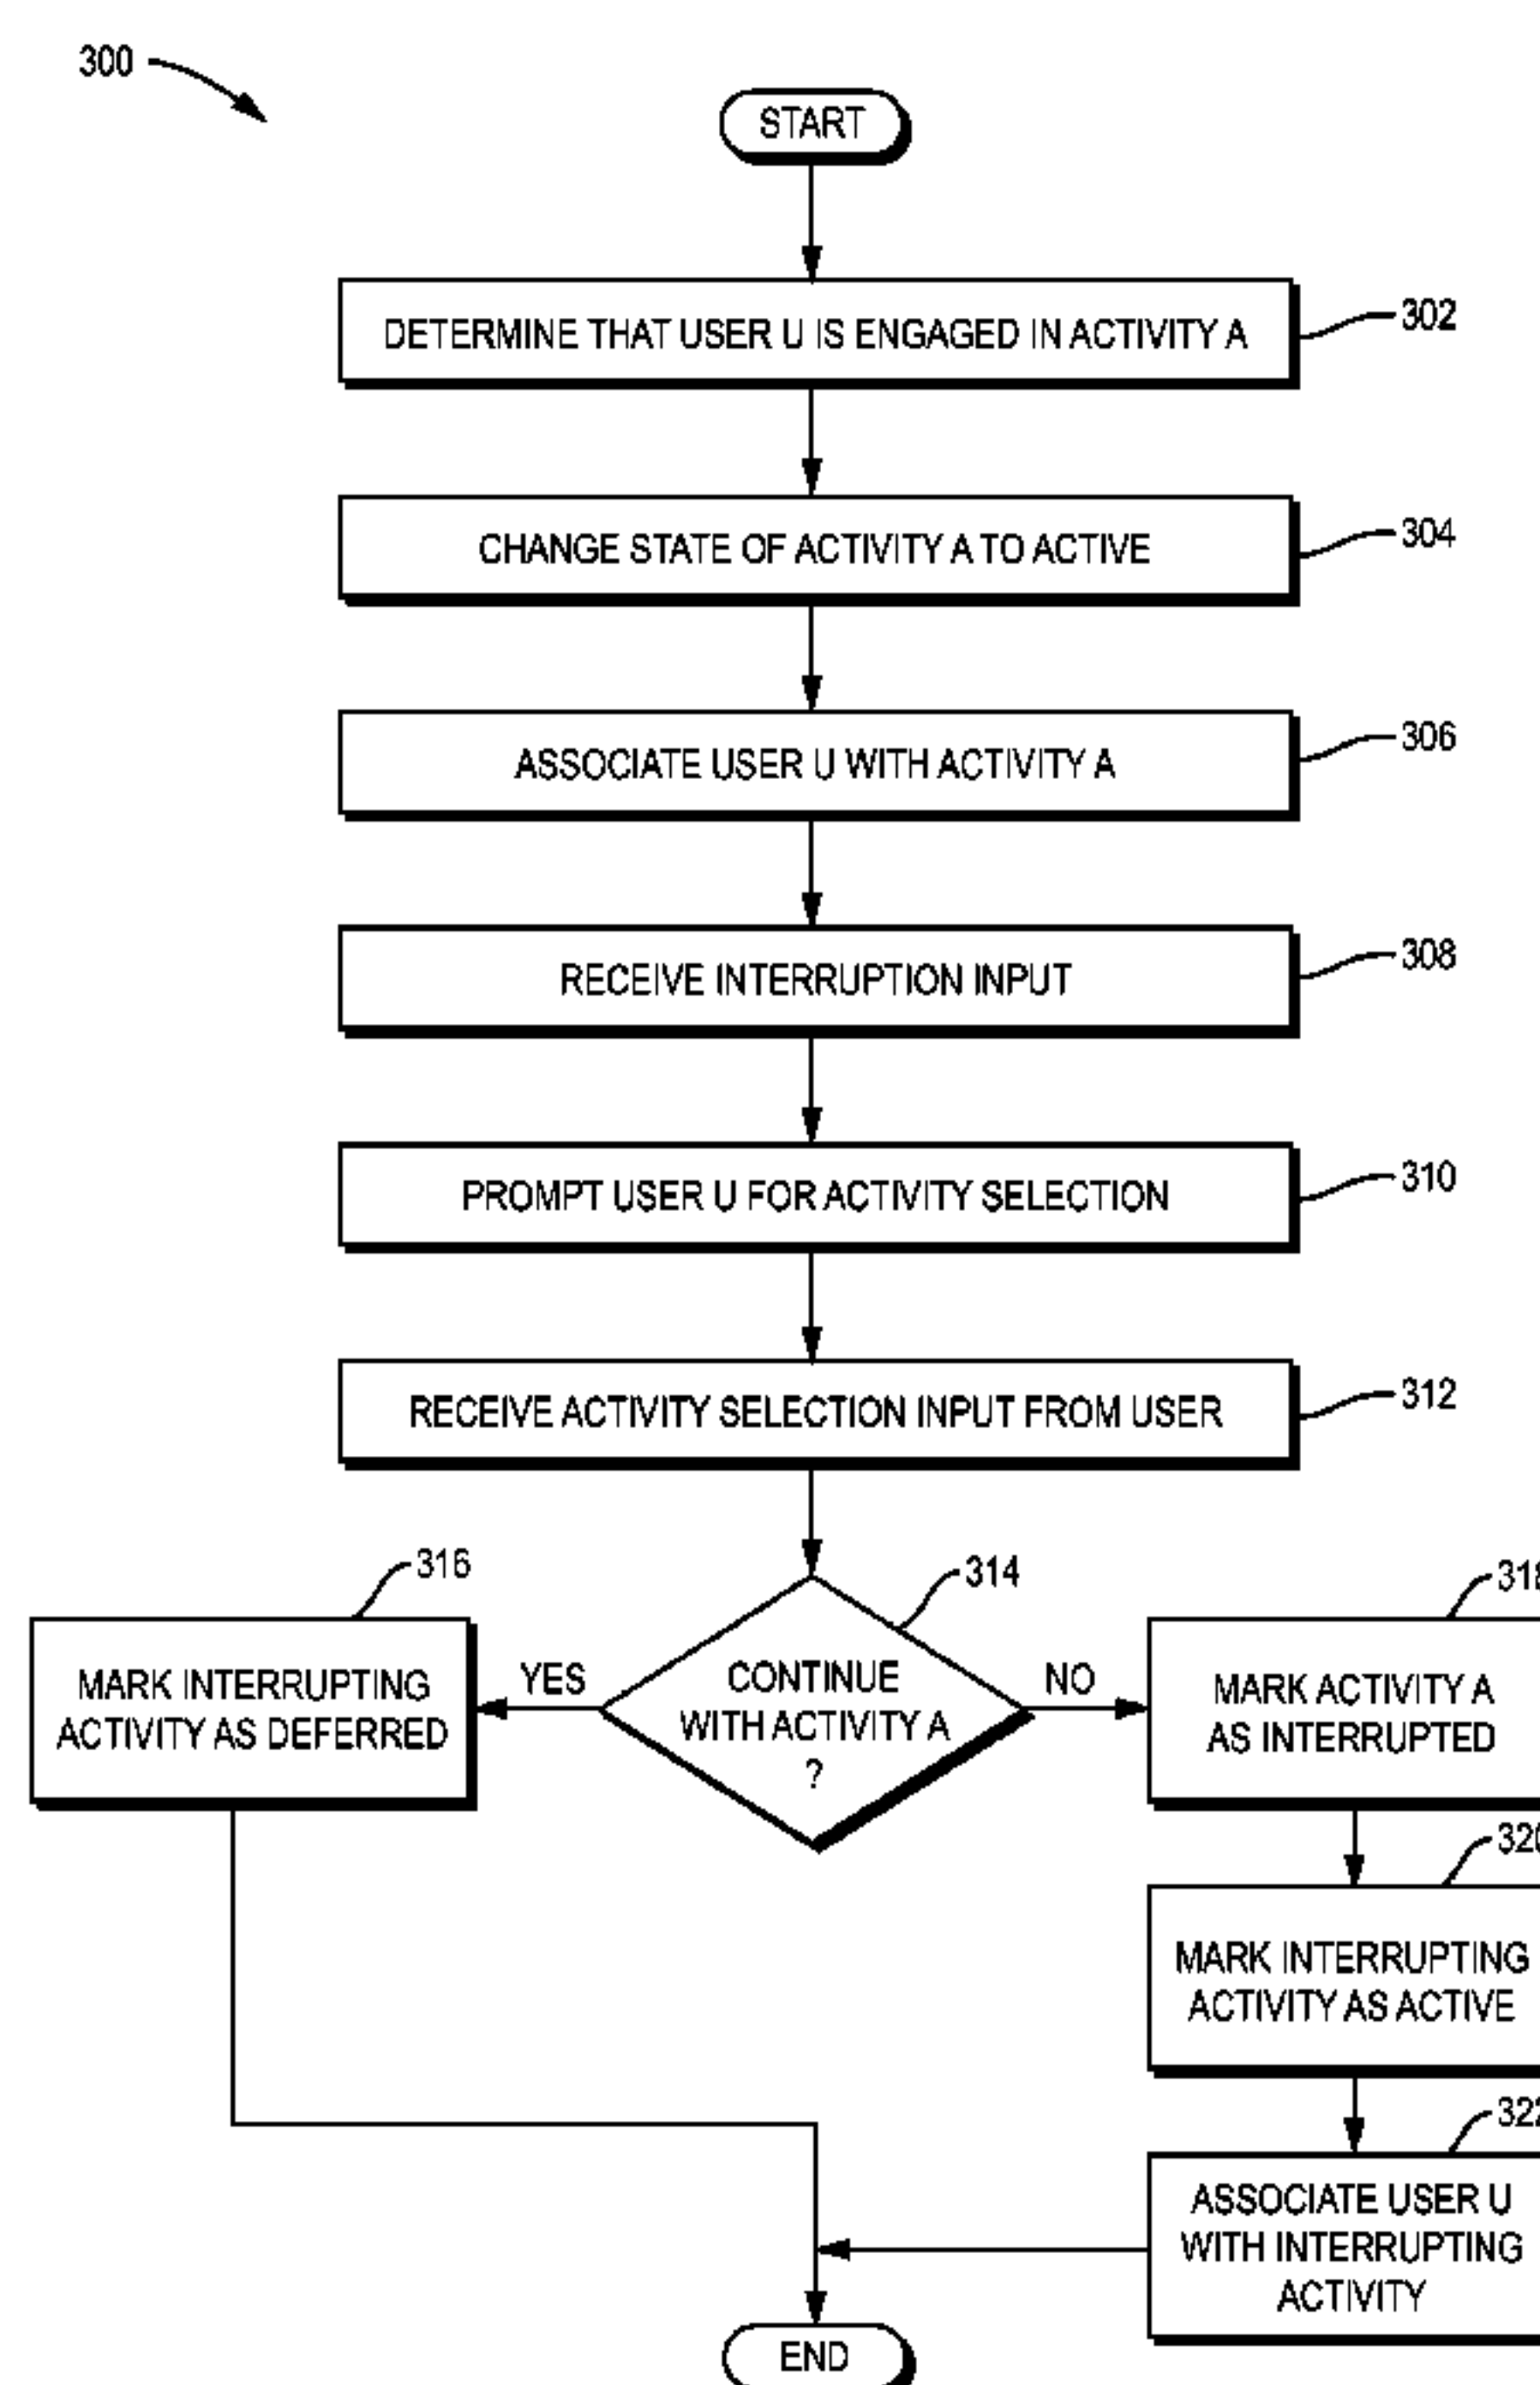 300
START
DETERMINE THAT USER U IS ENGAGED IN ACTIVITY A
302
CHANGE STATE OF ACTIVITY A TO ACTIVE
304
ASSOCIATE USER U WITH ACTIVITY A
306
RECEIVE INTERRUPTION INPUT
308
PROMPT USER U FOR ACTIVITY SELECTION
310
RECEIVE ACTIVITY SELECTION INPUT FROM USER
312
316
314
318
MARK INTERRUPTING
ACTIVITY AS DEFERRED
YES
CONTINUE
WITH ACTIVITY A
?
NO
MARK ACTIVITY A
AS INTERRUPTED
320
MARK INTERRUPTING
ACTIVITY AS ACTIVE
322
ASSOCIATE USER U
WITH INTERRUPTING
ACTIVITY
END